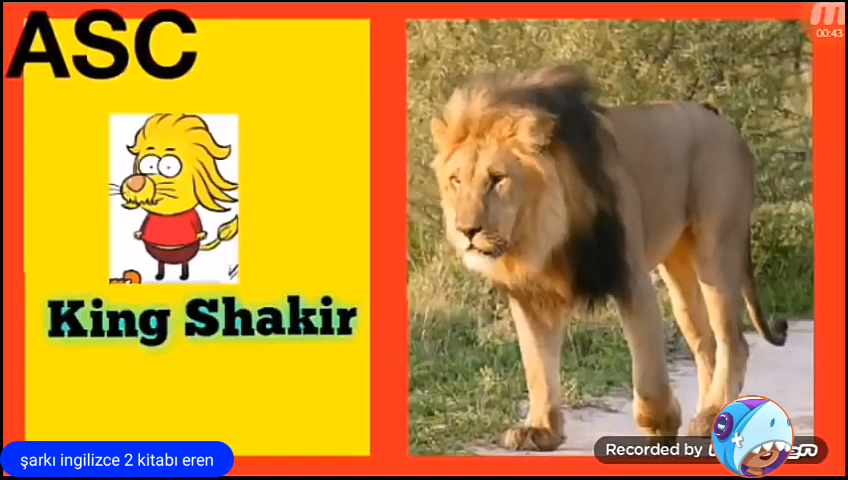 ASC
00:43
King Shakir
Recorded by
şarkı ingilizce 2 kitabı eren